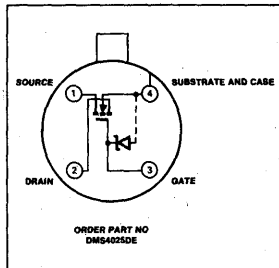 SOURCE
SUBSTRATE AND CASE
1
4
2
3
DRAIN
GATE
ORDER PART NO
DMS4025DE